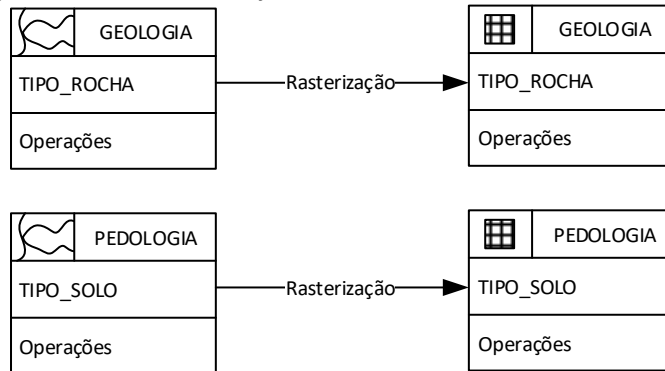 GEOLOGIA
GEOLOGIA
TIPO_ROCHA
Rasterização
TIPO_ROCHA
Operações
Operações
PEDOLOGIA
PEDOLOGIA
TIPO_SOLO
Rasterização
TIPO_SOLO
Operações
Operações